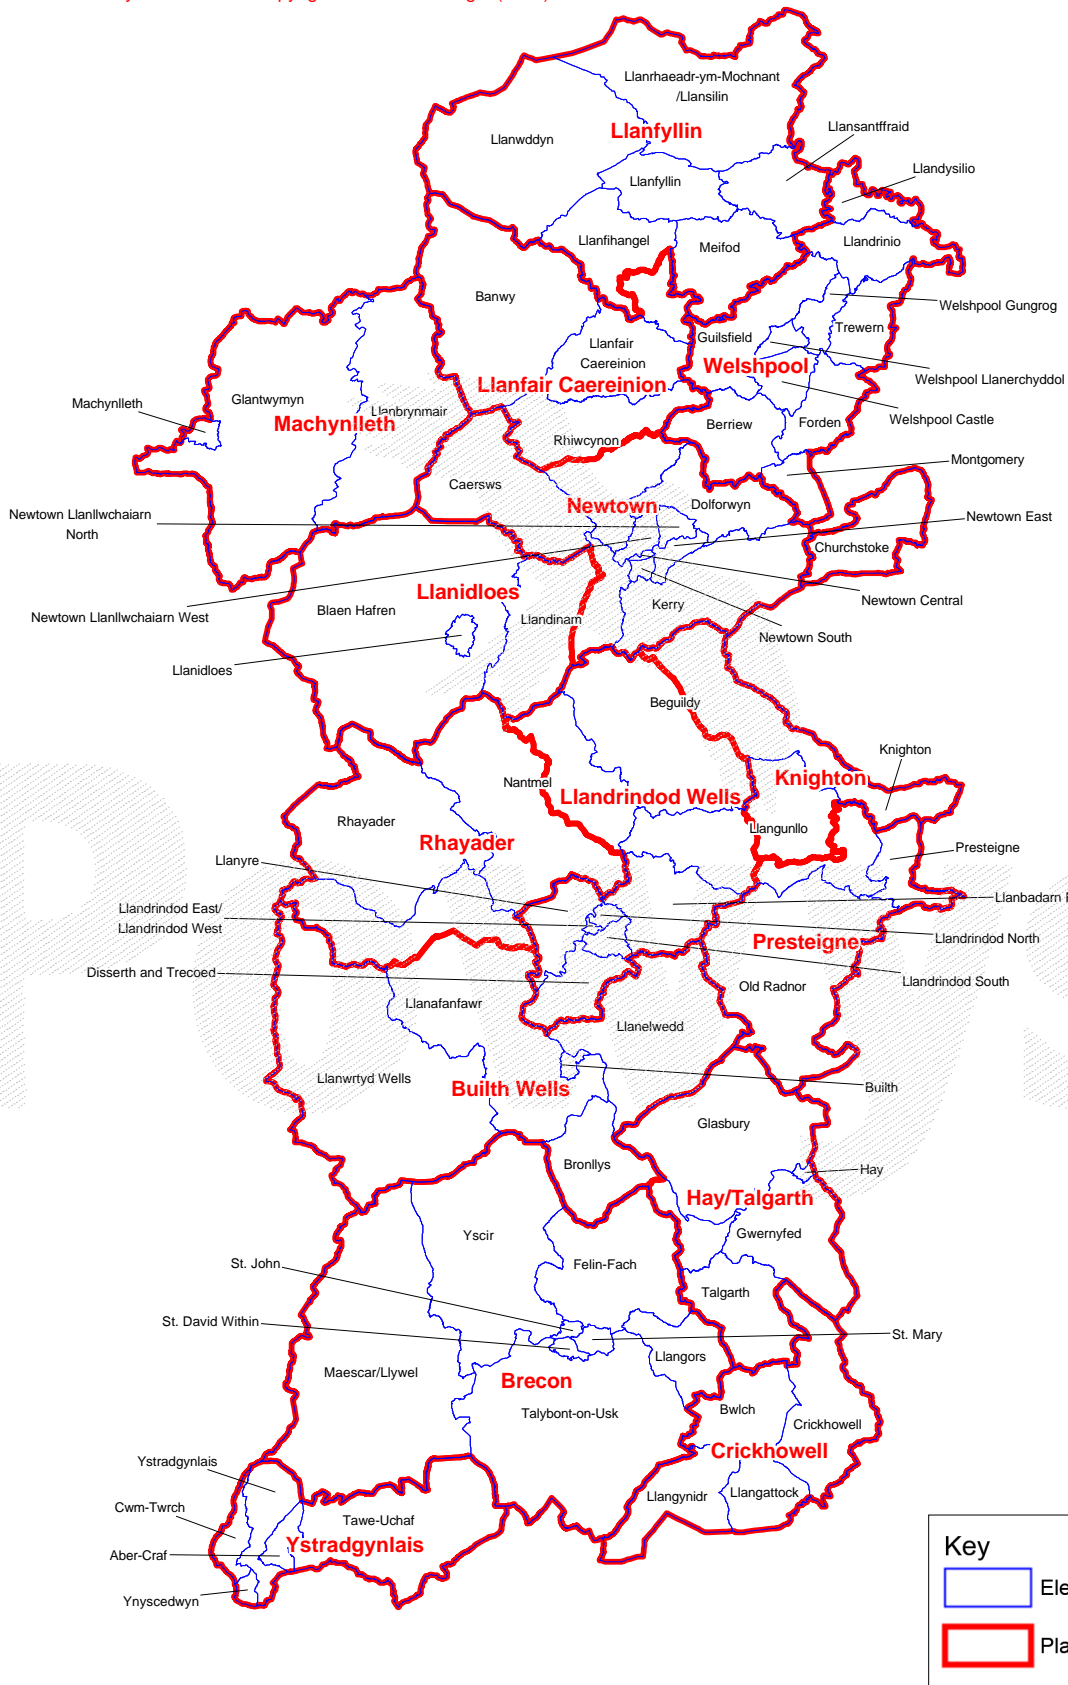 Llanrhaeadr-ym-Mochnant
/Llansilin
Llanwddyn
Llanfyllin
Llansantffraid
Llandysilio
Llanfyllin
Llanfihangel
Meifod
Llandrinio
Banwy
Welshpool Gungrog
Trewern
Guilsfield
Llanfair
Caereinion
Welshpool
Welshpool Llanerchyddol
Llanfair Caereinion
Glantwymyn
Machynlleth
Llanbrynmair
Machynlleth
Welshpool Castle
Berriew
Forden
Rhiwcynon
Montgomery
Caersws
Newtown
Dolforwyn
Newtown Llanllwchaiarn
North
Newtown East
Churchstoke
Llanidloes
Newtown Central
Blaen Hafren
Kerry
Newtown Llanllwchaiarn West
Llandinam
Newtown South
Llanidloes
Beguildy
Knighton
Nantmel
Knighton
Llandrindod Wells
Rhayader
Llangunllo
Rhayader
Presteigne
Llanyre
Llanbadarn
Llandrindod East/
Llandrindod West
Presteigne
Llandrindod North
Disserth and Trecoed
Llandrindod South
Old Radnor
Llanafanfawr
Llanelwedd
Llanwrtyd Wells
Builth Wells
Builth
Glasbury
Bronllys
Hay
Hay/Talgarth
Yscir
Gwernyfed
Felin-Fach
St. John
Talgarth
St. David Within
St. Mary
Llangors
Maescar/Llywel
Brecon
Talybont-on-Usk
Bwlch
Crickhowell
Crickhowell
Ystradgynlais
Llangynidr
Llangattock
Cwm-Twrch
Tawe-Uchaf
Ystradgynlais
Aber-Craf
Ynyscedwyn
Key
Ele
Pla